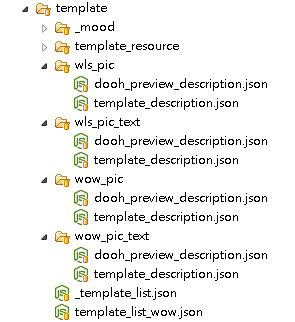 template
_mood
template_resource
wls_pic
dooh_preview_description.json
template_description.json
wls_pic_text
dooh_preview_description.json
template_description.json
wow_pic
dooh_preview_description.json
template_description.json
wow_pic_text
dooh_preview_description.json
template_description.json
_template_list.json
template_list_wow.json